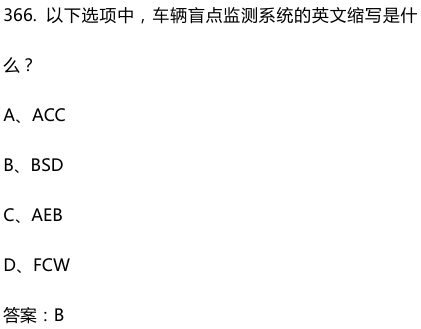 366. 以下选项中，车辆盲点监测系统的英文缩写是什
么？
A、ACC
B、BSD
C、AEB
D、FCW
答案：B